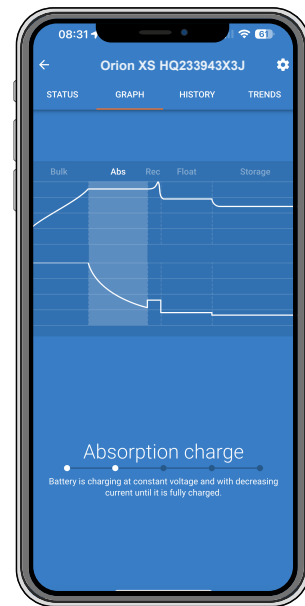 08:31
61
Orion XS HQ233943X3J
STATUS GRAPH HISTORY TRENDS
Bulk Abs Rec Float Storage
Absorption charge
Battery is charging at constant voltage and with decreasing
current until it is fully charged.